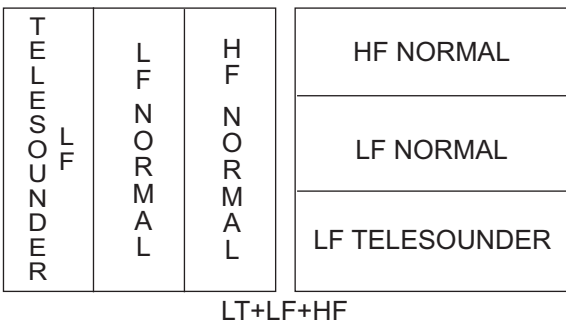 TELESOUNDER
LF
LF NORMAL
HF NORMAL
HF NORMAL
LF NORMAL
LF TELESOUNDER
LT+LF+HF